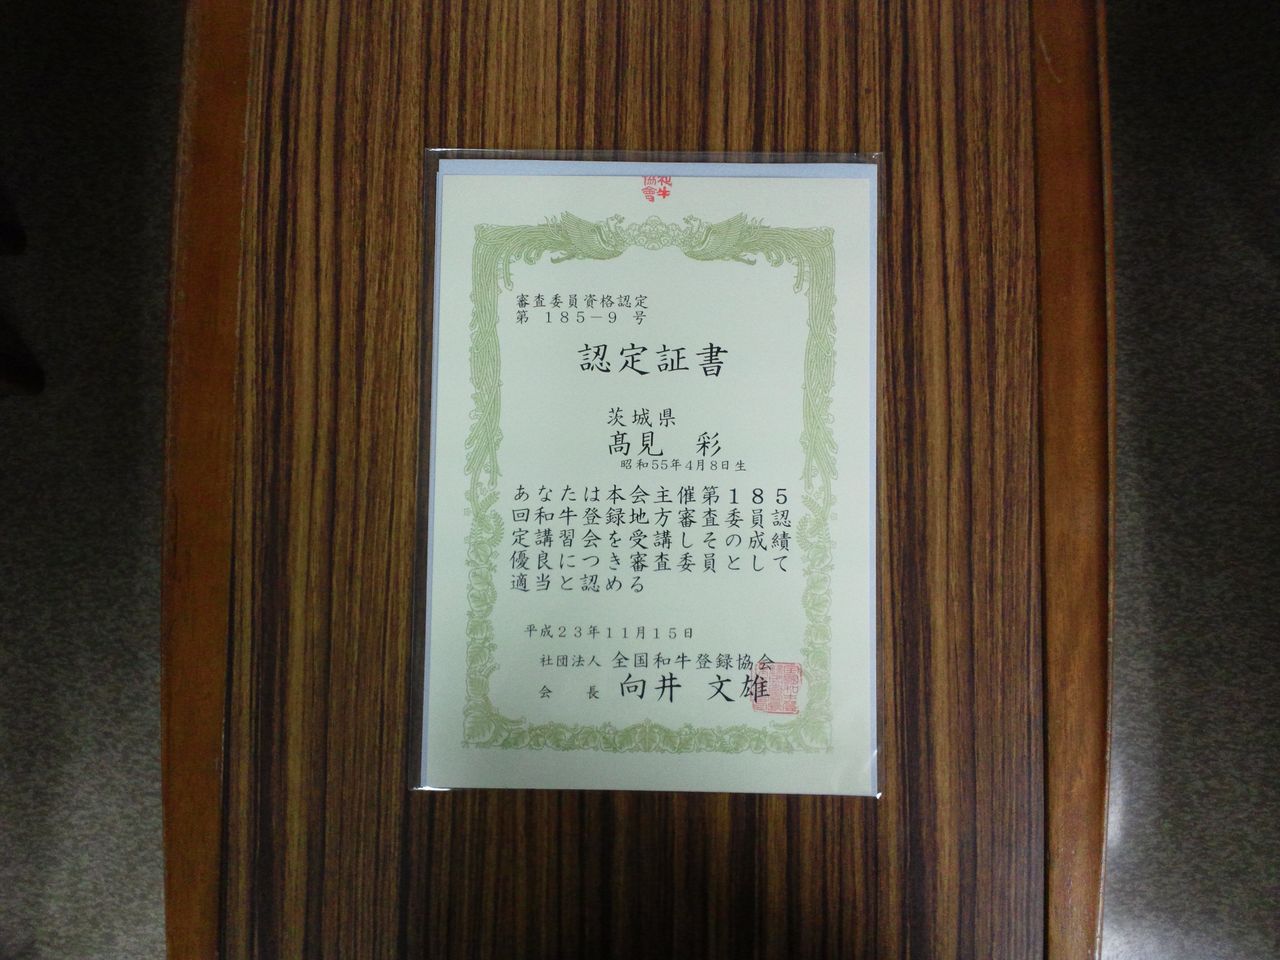 和牛
協會
審査委員資格認定
第 185－9 号
認定証書
茨城県
髙見 彩
昭和55年4月8日生
あなたは本会主催第185
回和牛登録地方審査委員認
定講習会を受講しその成績
優良につき審査委員として
適当と認める
平成23年11月15日
社団法人 全国和牛登録協会
会 長 向井 文雄